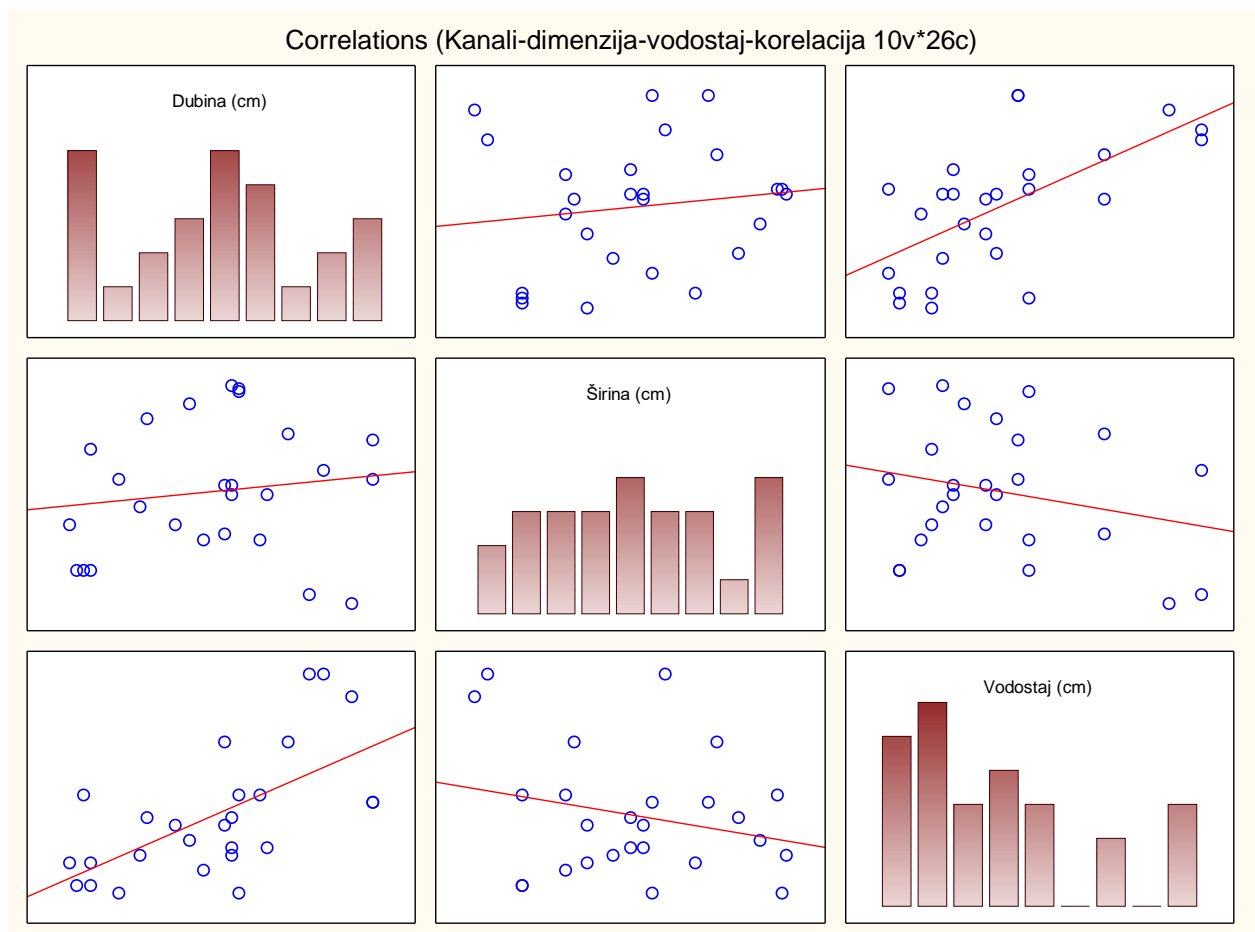 Correlations (Kanali-dimenzija-vodostaj-korelacija 10v*26c)
Dubina (cm)
Širina (cm)
Vodostaj (cm)